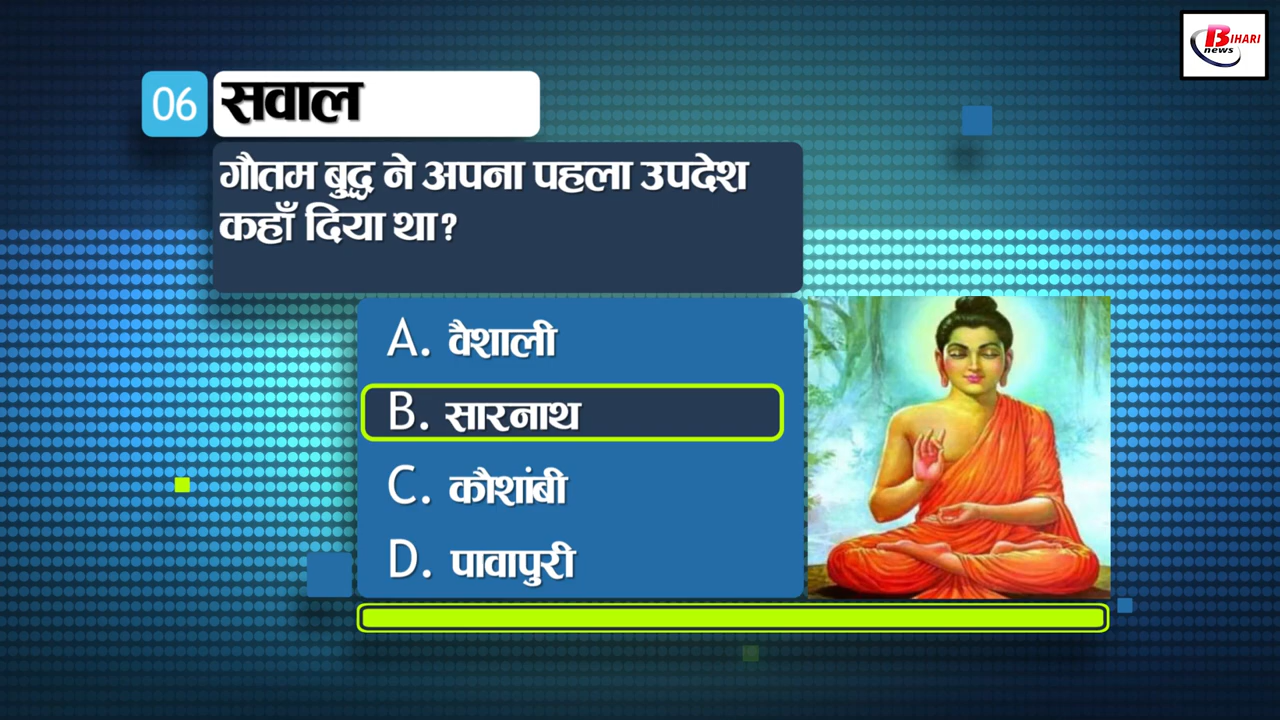 BIHARI
news
06 सवाल
गौतम बुद्ध ने अपना पहला उपदेश
कहाँ दिया था?
A. वैशाली
B. सारनाथ
C. कौशांबी
D. पावापुरी